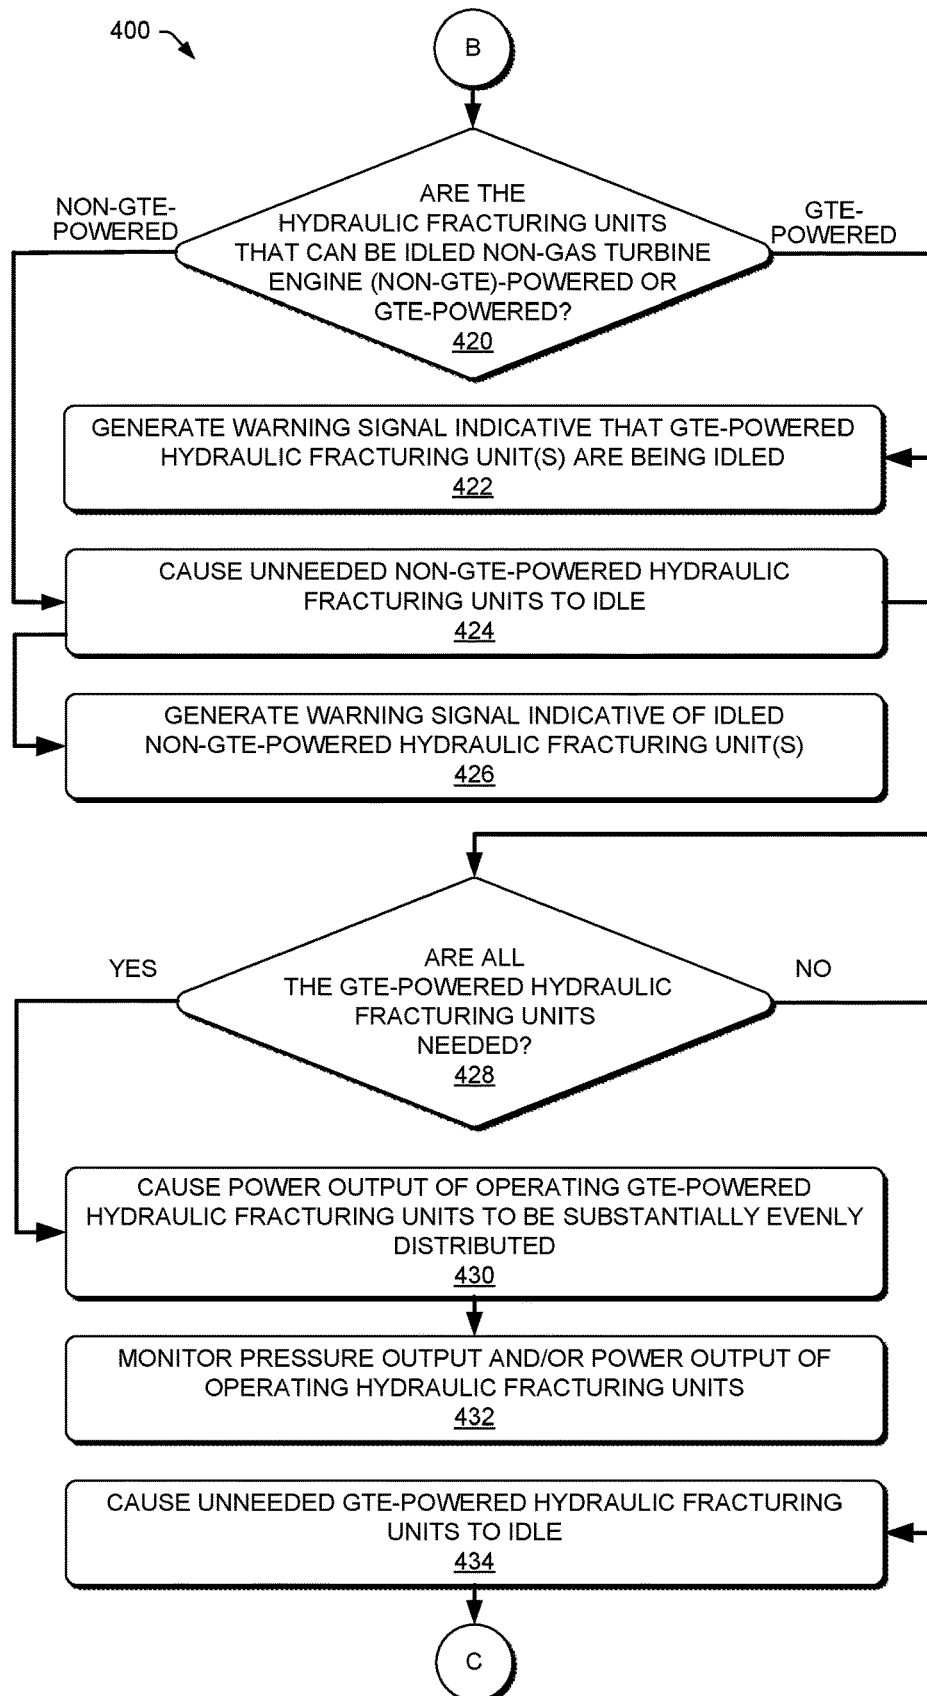 400
B
ARE THE
HYDRAULIC FRACTURING UNITS
THAT CAN BE IDLED NON-GAS TURBINE
ENGINE (NON-GTE)-POWERED OR
GTE-POWERED?
420
NON-GTE-
POWERED
GTE-
POWERED
GENERATE WARNING SIGNAL INDICATIVE THAT GTE-POWERED
HYDRAULIC FRACTURING UNIT(S) ARE BEING IDLED
422
CAUSE UNNEEDED NON-GTE-POWERED HYDRAULIC
FRACTURING UNITS TO IDLE
424
GENERATE WARNING SIGNAL INDICATIVE OF IDLED
NON-GTE-POWERED HYDRAULIC FRACTURING UNIT(S)
426
YES
ARE ALL
THE GTE-POWERED HYDRAULIC
FRACTURING UNITS
NEEDED?
428
NO
CAUSE POWER OUTPUT OF OPERATING GTE-POWERED
HYDRAULIC FRACTURING UNITS TO BE SUBSTANTIALLY EVENLY
DISTRIBUTED
430
MONITOR PRESSURE OUTPUT AND/OR POWER OUTPUT OF
OPERATING HYDRAULIC FRACTURING UNITS
432
CAUSE UNNEEDED GTE-POWERED HYDRAULIC FRACTURING
UNITS TO IDLE
434
C